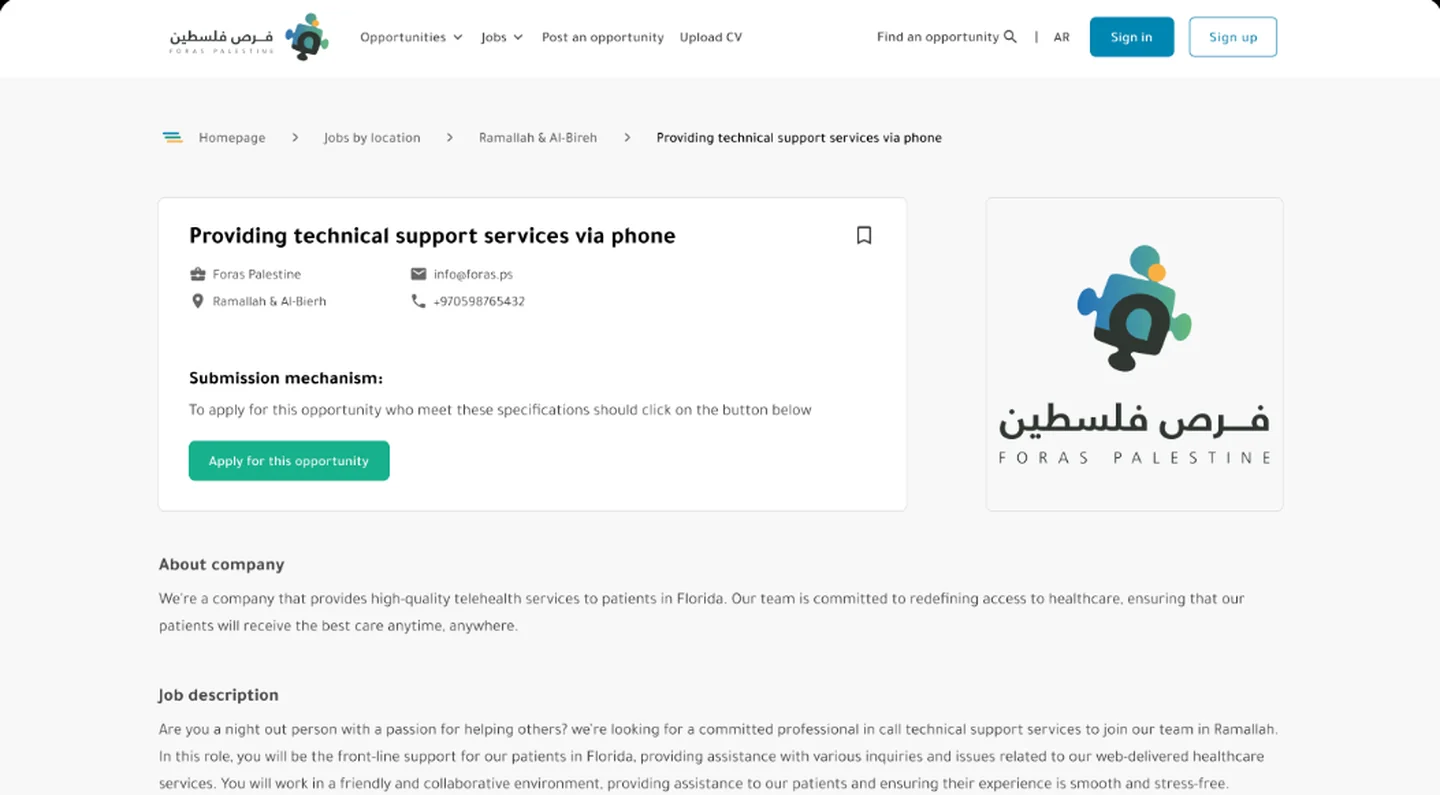 فـرص فلسطين
FORAS PALESTINE
Opportunities
Jobs
Post an opportunity
Upload CV
Find an opportunity
|
AR
Sign in
Sign up
Homepage > Jobs by location > Ramallah & Al-Bireh > Providing technical support services via phone
Providing technical support services via phone
Foras Palestine
info@foras.ps
Ramallah & Al-Bierh
+970598765432
Submission mechanism:
To apply for this opportunity who meet these specifications should click on the button below
Apply for this opportunity
فـرص فلسطين
FORAS PALESTINE
About company
We're a company that provides high-quality telehealth services to patients in Florida. Our team is committed to redefining access to healthcare, ensuring that our
patients will receive the best care anytime, anywhere.
Job description
Are you a night out person with a passion for helping others? we're looking for a committed professional in call technical support services to join our team in Ramallah.
In this role, you will be the front-line support for our patients in Florida, providing assistance with various inquiries and issues related to our web-delivered healthcare
services. You will work in a friendly and collaborative environment, providing assistance to our patients and ensuring their experience is smooth and stress-free.